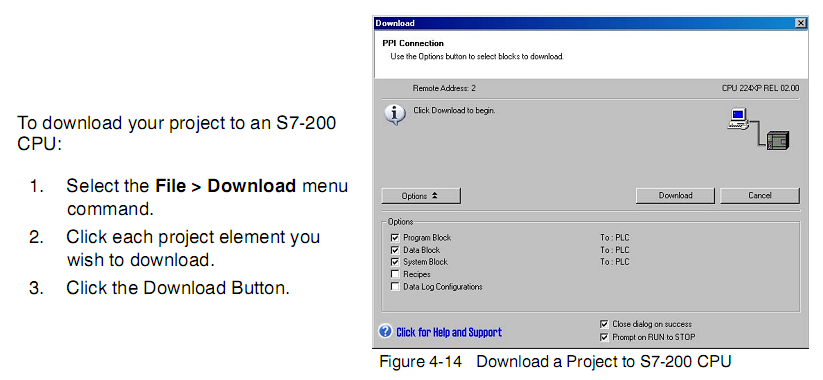 To download your project to an S7-200
CPU:
1. Select the File > Download menu
command.
2. Click each project element you
wish to download.
3. Click the Download Button.
Download
PPI Connection
Use the Options button to select blocks to download.
Remote Address: 2 CPU 224XP REL 02.00
Click Download to begin.
Options Download Cancel
Options
Program Block To : PLC
Data Block To : PLC
System Block To : PLC
Recipes
Data Log Configurations
Click for Help and Support
Close dialog on success
Prompt on RUN to STOP
Figure 4-14 Download a Project to S7-200 CPU